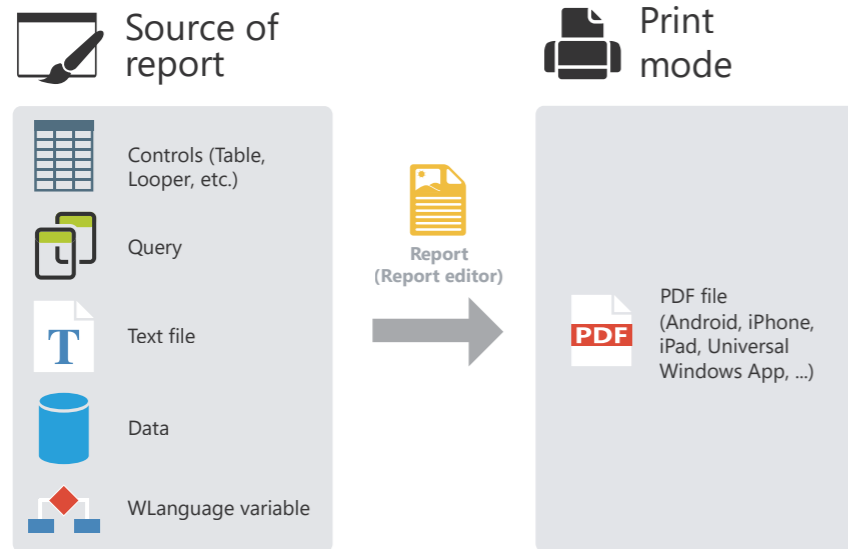 Source of
report
Print
mode
Controls (Table,
Looper, etc.)
Query
T
Text file
Data
WLanguage variable
Report
(Report editor)
PDF
PDF file
(Android, iPhone,
iPad, Universal
Windows App, ...)